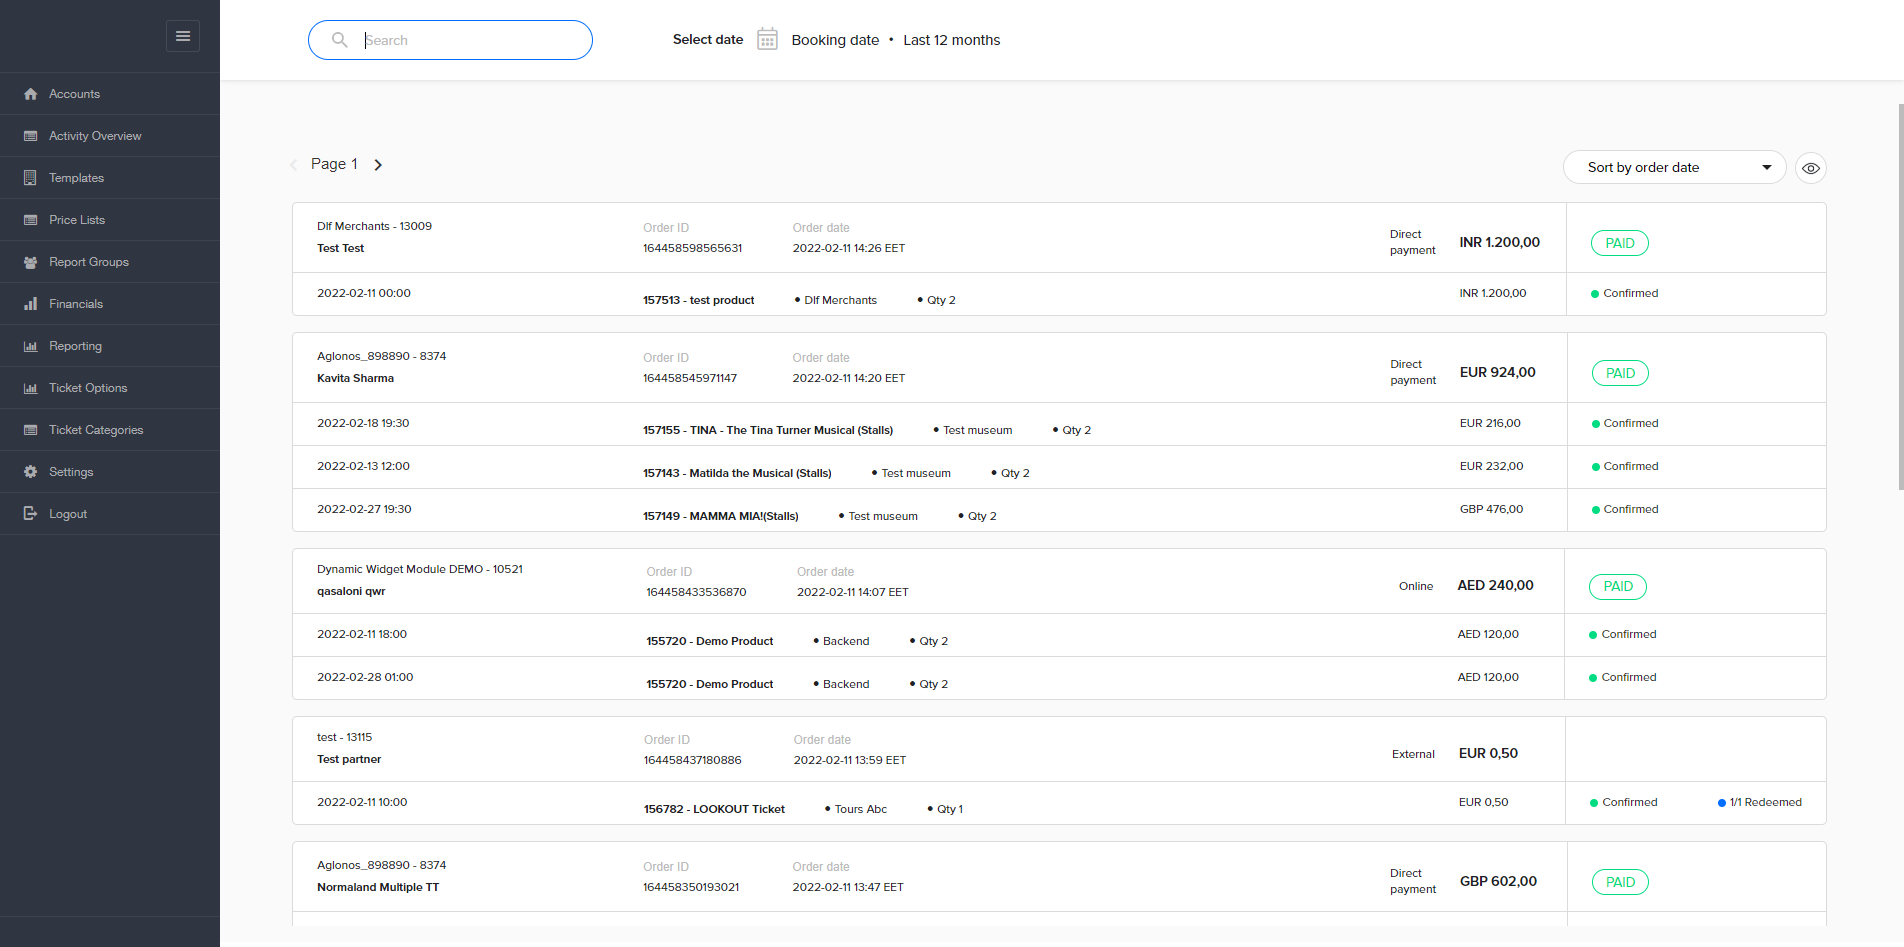 Search
Select date
Booking date • Last 12 months
Accounts
Activity Overview
Templates
Price Lists
Report Groups
Financials
Reporting
Ticket Options
Ticket Categories
Settings
Logout
Page 1
Sort by order date
Dlf Merchants - 13009
Test Test
Order ID
164458598565631
Order date
2022-02-11 14:26 EET
Direct
payment
INR 1.200,00
PAID
2022-02-11 00:00
157513 - test product • Dlf Merchants • Qty 2
INR 1.200,00
Confirmed
Aglonos_898890 - 8374
Kavita Sharma
Order ID
164458545971147
Order date
2022-02-11 14:20 EET
Direct
payment
EUR 924,00
PAID
2022-02-18 19:30
157155 - TINA - The Tina Turner Musical (Stalls) • Test museum • Qty 2
EUR 216,00
Confirmed
2022-02-13 12:00
157143 - Matilda the Musical (Stalls) • Test museum • Qty 2
EUR 232,00
Confirmed
2022-02-27 19:30
157149 - MAMMA MIA!(Stalls) • Test museum • Qty 2
GBP 476,00
Confirmed
Dynamic Widget Module DEMO - 10521
qasaloni qwr
Order ID
164458433536870
Order date
2022-02-11 14:07 EET
Online
AED 240,00
PAID
2022-02-11 18:00
155720 - Demo Product • Backend • Qty 2
AED 120,00
Confirmed
2022-02-28 01:00
155720 - Demo Product • Backend • Qty 2
AED 120,00
Confirmed
test - 13115
Test partner
Order ID
164458437180886
Order date
2022-02-11 13:59 EET
External
EUR 0,50
2022-02-11 10:00
156782 - LOOKOUT Ticket • Tours Abc • Qty 1
EUR 0,50
Confirmed
1/1 Redeemed
Aglonos_898890 - 8374
Normaland Multiple TT
Order ID
164458350193021
Order date
2022-02-11 13:47 EET
Direct
payment
GBP 602,00
PAID